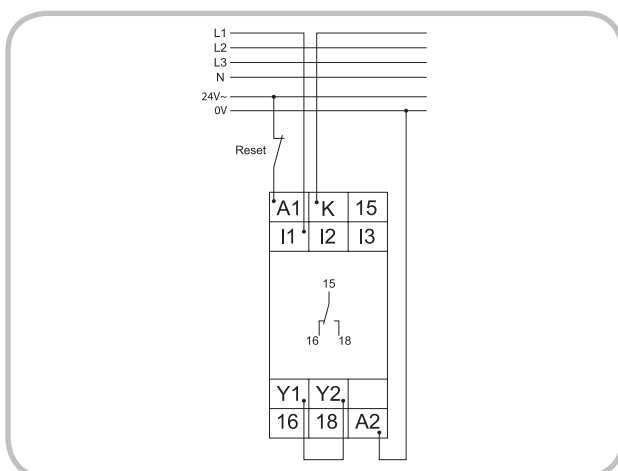 L1
L2
L3
N
24V~
0V
Reset
A1 K 15
I1 I2 I3
15
16 18
Y1 Y2
16 18 A2